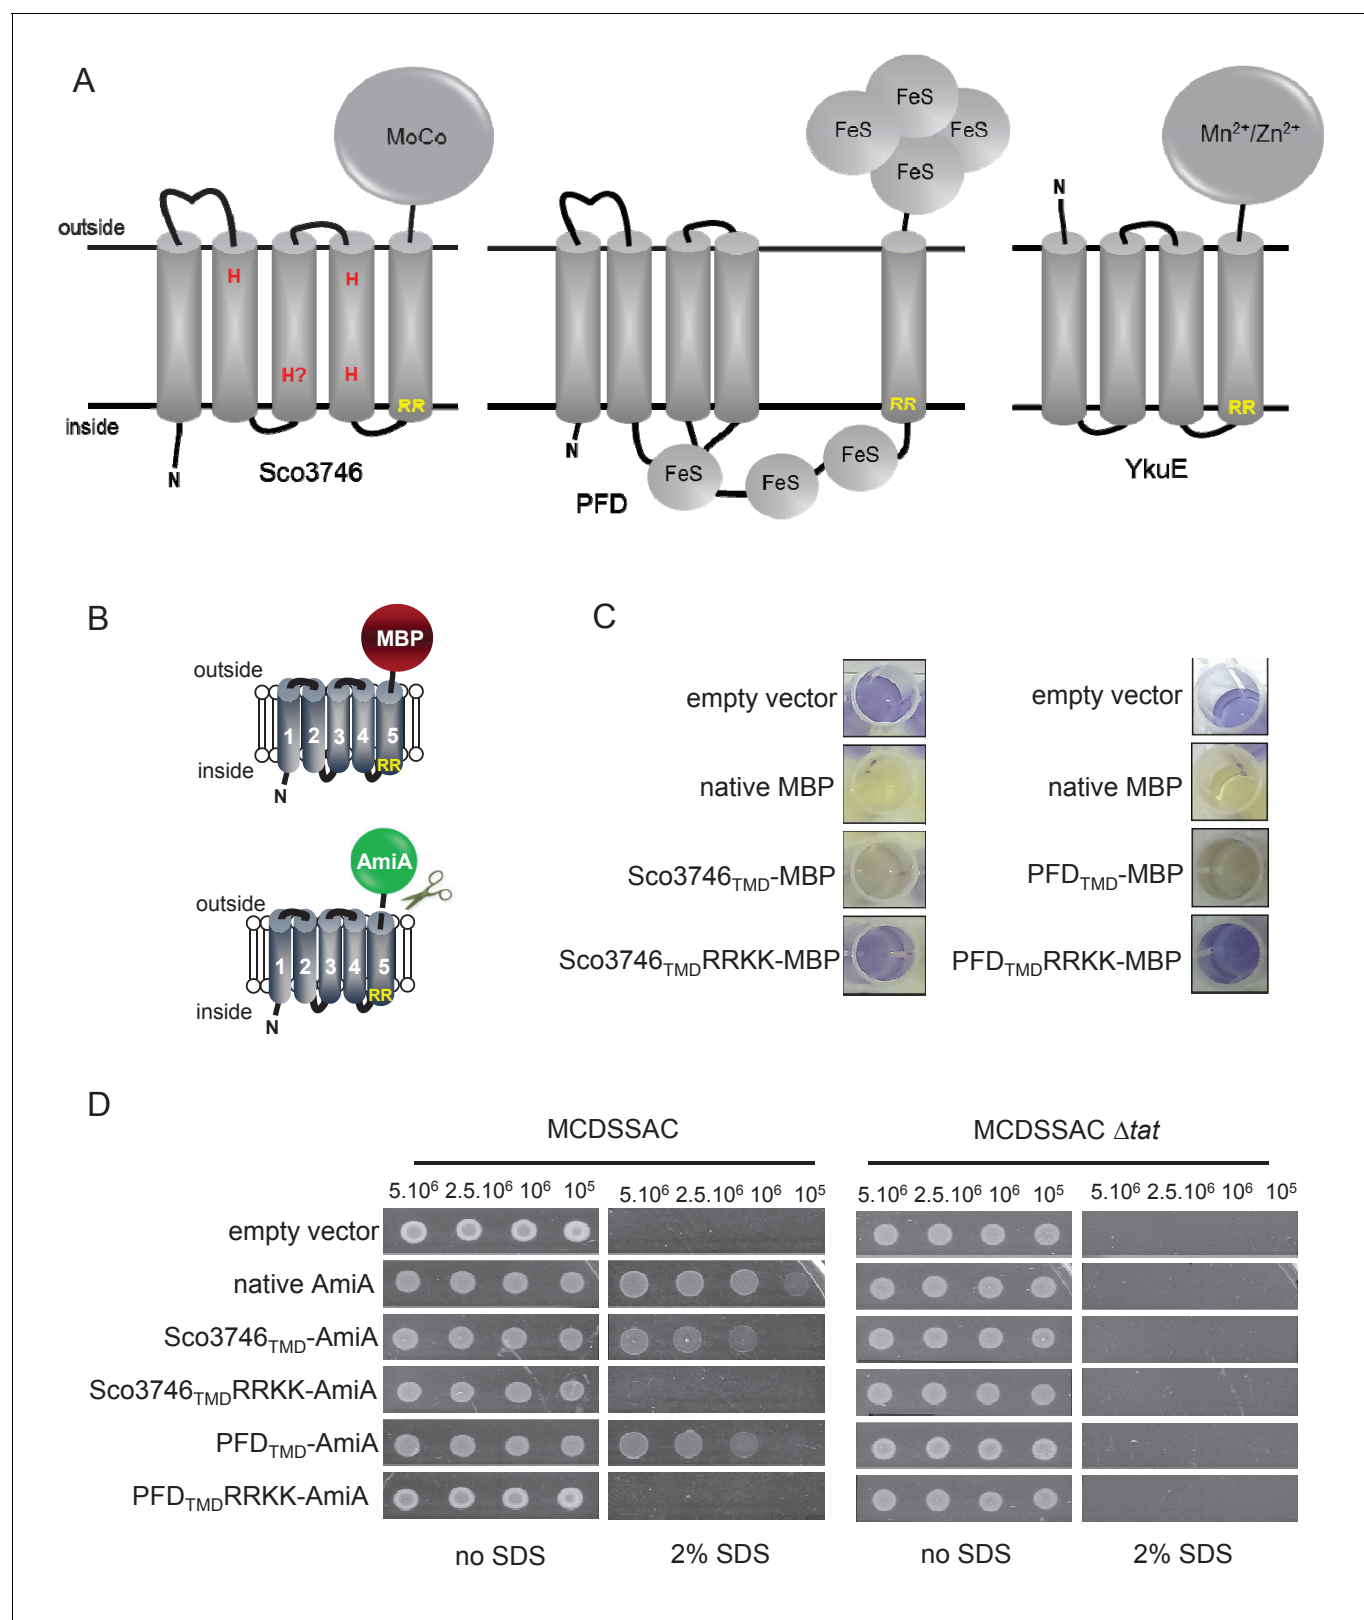 A
MoCo
FeS
FeS
FeS
FeS
Mn²⁺/Zn²⁺
N
outside
H
H
H?
H
RR
RR
RR
inside
N
Sco3746
N
FeS
FeS
FeS
PFD
YkuE
B
MBP
outside
1 2 3 4 5
RR
inside
N
AmiA
outside
1 2 3 4 5
RR
inside
N
C
empty vector
native MBP
Sco3746TMD-MBP
Sco3746TMDRRKK-MBP
empty vector
native MBP
PFDTMD-MBP
PFDTMDRRKK-MBP
D
MCDSSAC
MCDSSAC Δtat
5.10⁶ 2.5.10⁶ 10⁶ 10⁵
5.10⁶ 2.5.10⁶ 10⁶ 10⁵
5.10⁶ 2.5.10⁶ 10⁶ 10⁵
5.10⁶ 2.5.10⁶ 10⁶ 10⁵
empty vector
native AmiA
Sco3746TMD-AmiA
Sco3746TMDRRKK-AmiA
PFDTMD-AmiA
PFDTMDRRKK-AmiA
no SDS
2% SDS
no SDS
2% SDS